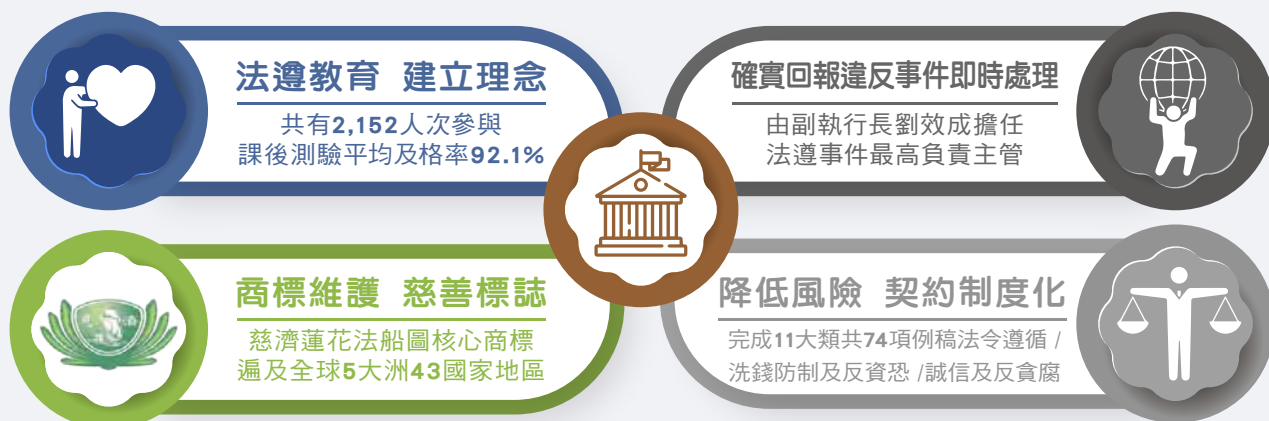 法遵教育 建立理念
共有2,152人次參與
課後測驗平均及格率92.1%
確實回報違反事件即時處理
由副執行長劉效成擔任
法遵事件最高負責主管
商標維護 慈善標誌
慈濟蓮花法船圖核心商標
遍及全球5大洲43國家地區
降低風險 契約制度化
完成11大類共74項例稿法令遵循 /
洗錢防制及反資恐 /誠信及反貪腐